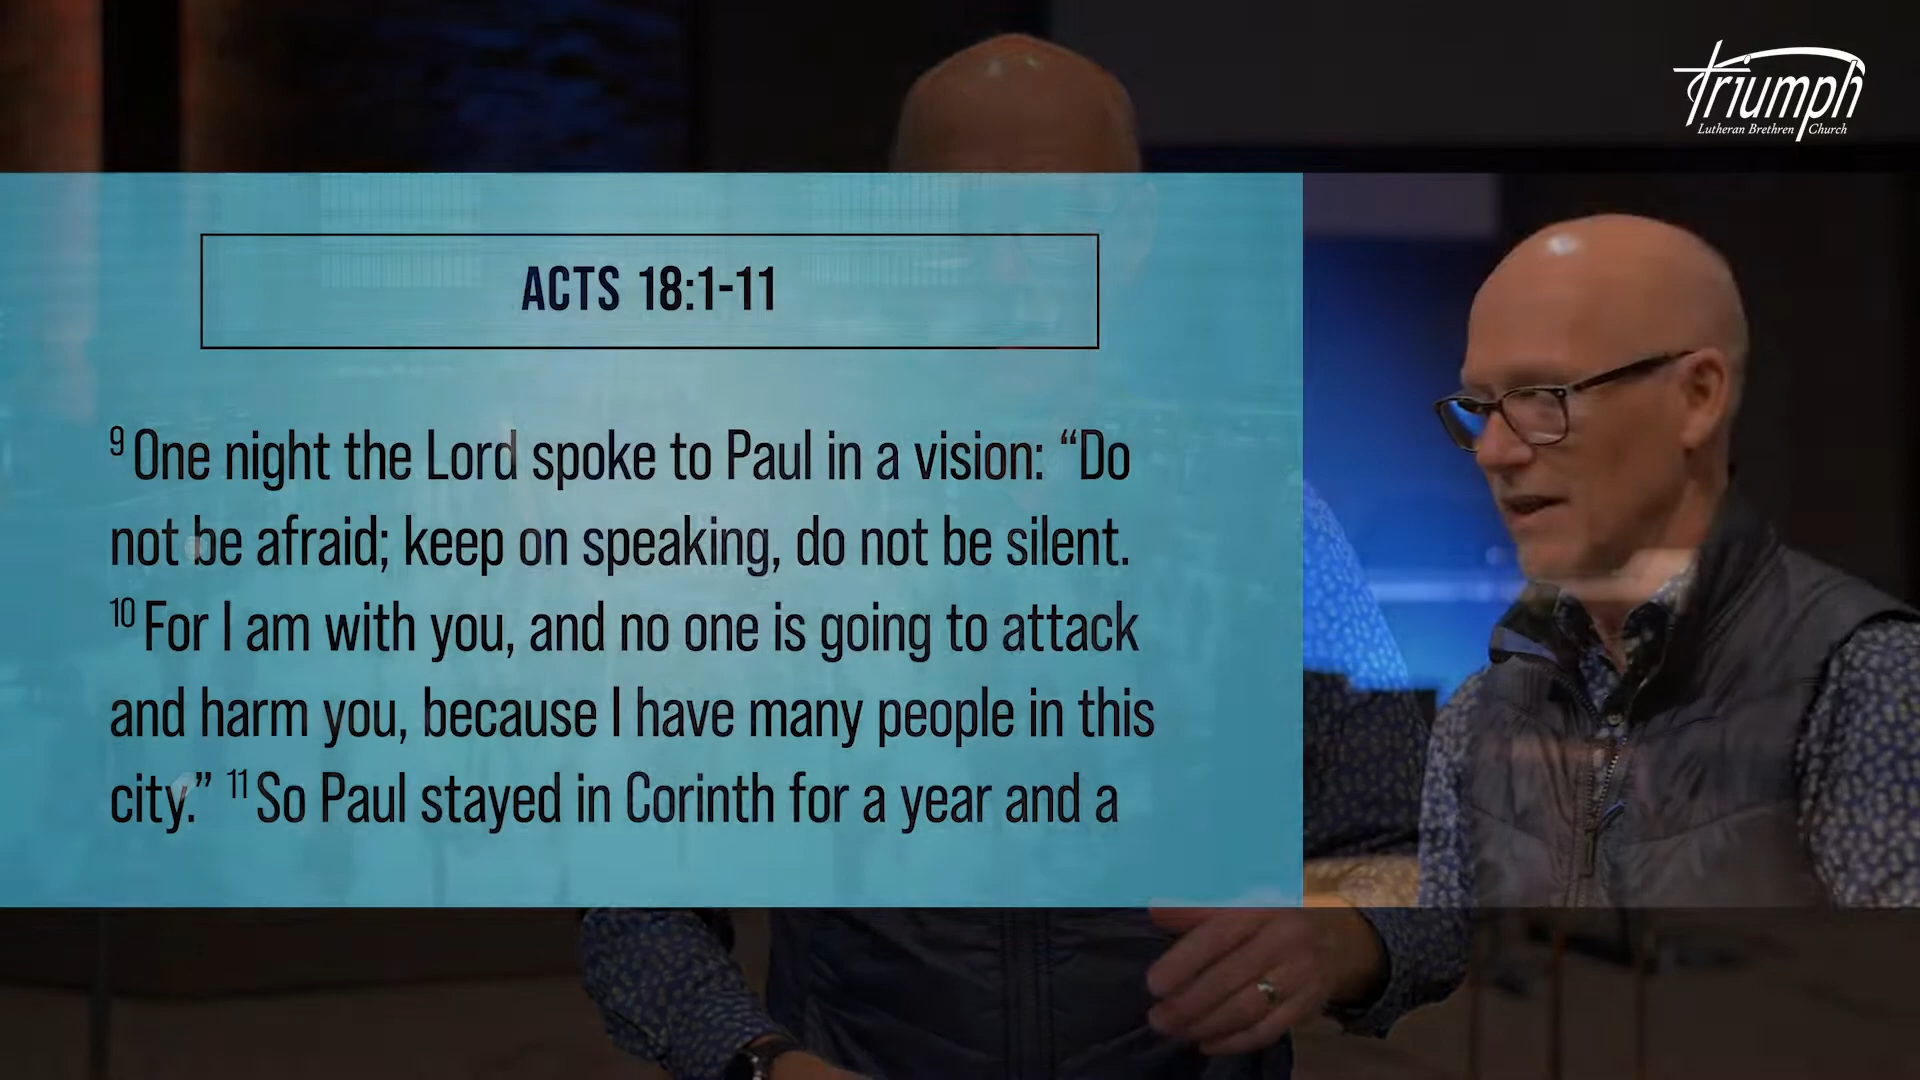 triumph
Lutheran Brethren Church
ACTS 18:1-11
9 One night the Lord spoke to Paul in a vision: “Do
not be afraid; keep on speaking, do not be silent.
10 For I am with you, and no one is going to attack
and harm you, because I have many people in this
city.” 11 So Paul stayed in Corinth for a year and a